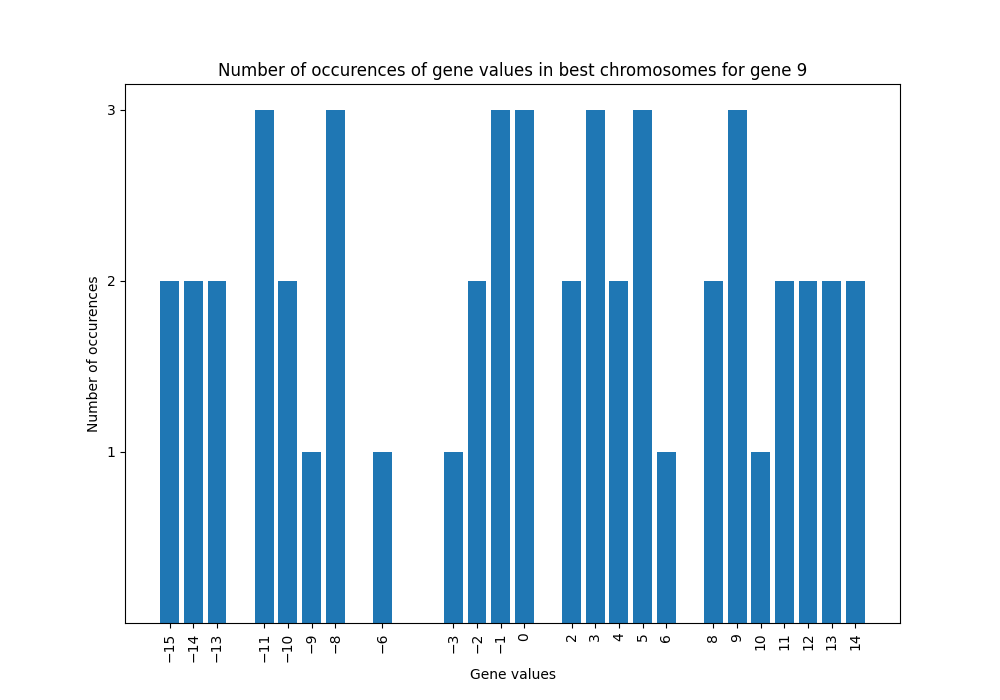 Number of occurences of gene values in best chromosomes for gene 9
Number of occurences
3
2
1
−15 −14 −13 −11 −10 −9 −8 −6 −3 −2 −1 0 2 3 4 5 6 8 9 10 11 12 13 14
Gene values